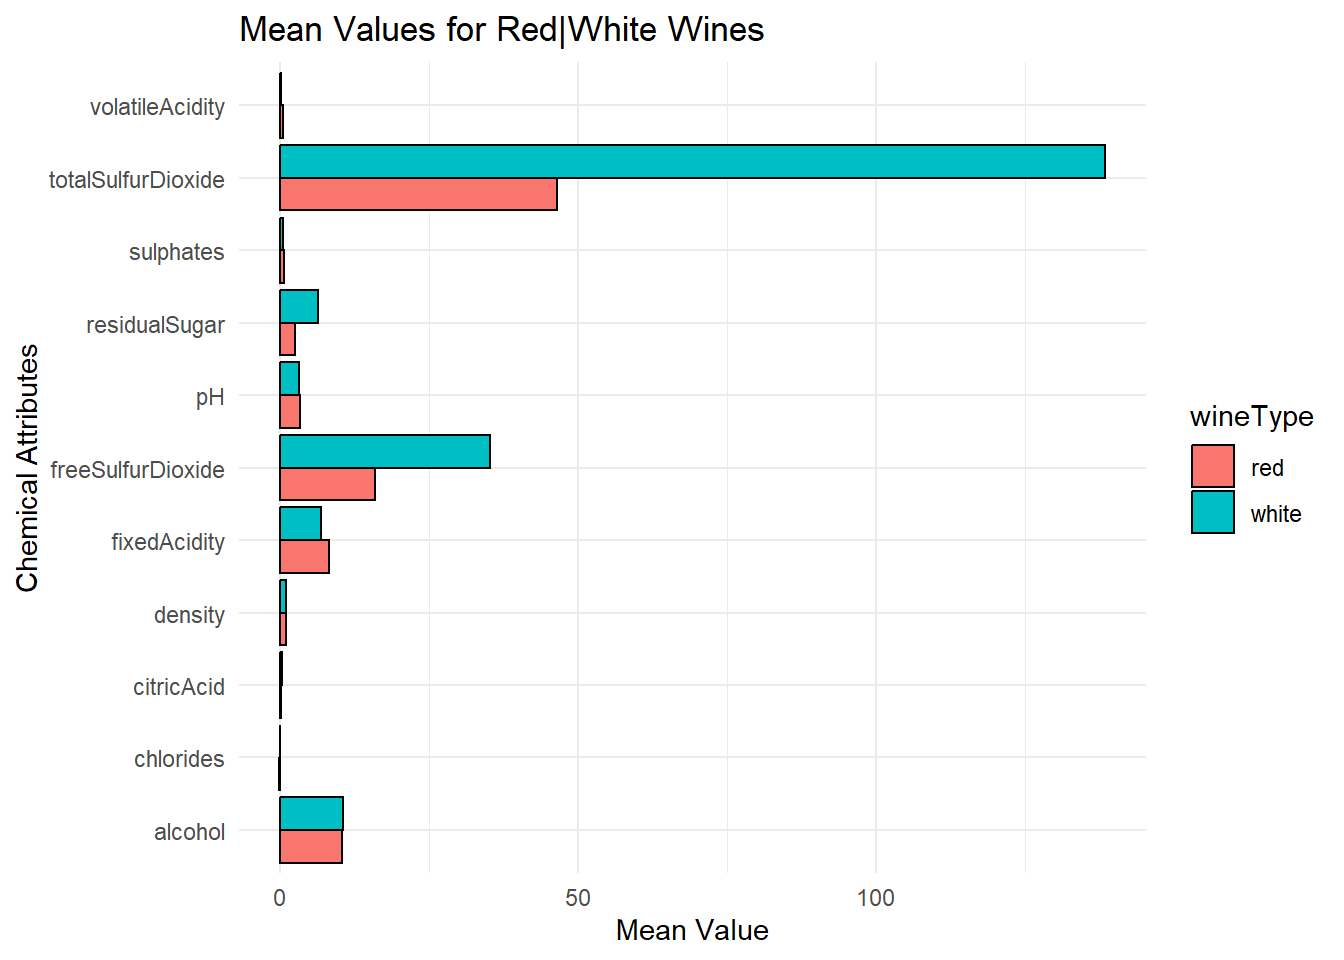 Mean Values for Red|White Wines
volatileAcidity
totalSulfurDioxide
sulphates
residualSugar
pH
freeSulfurDioxide
fixedAcidity
density
citricAcid
chlorides
alcohol
Chemical Attributes
0 50 100
Mean Value
wineType
red
white